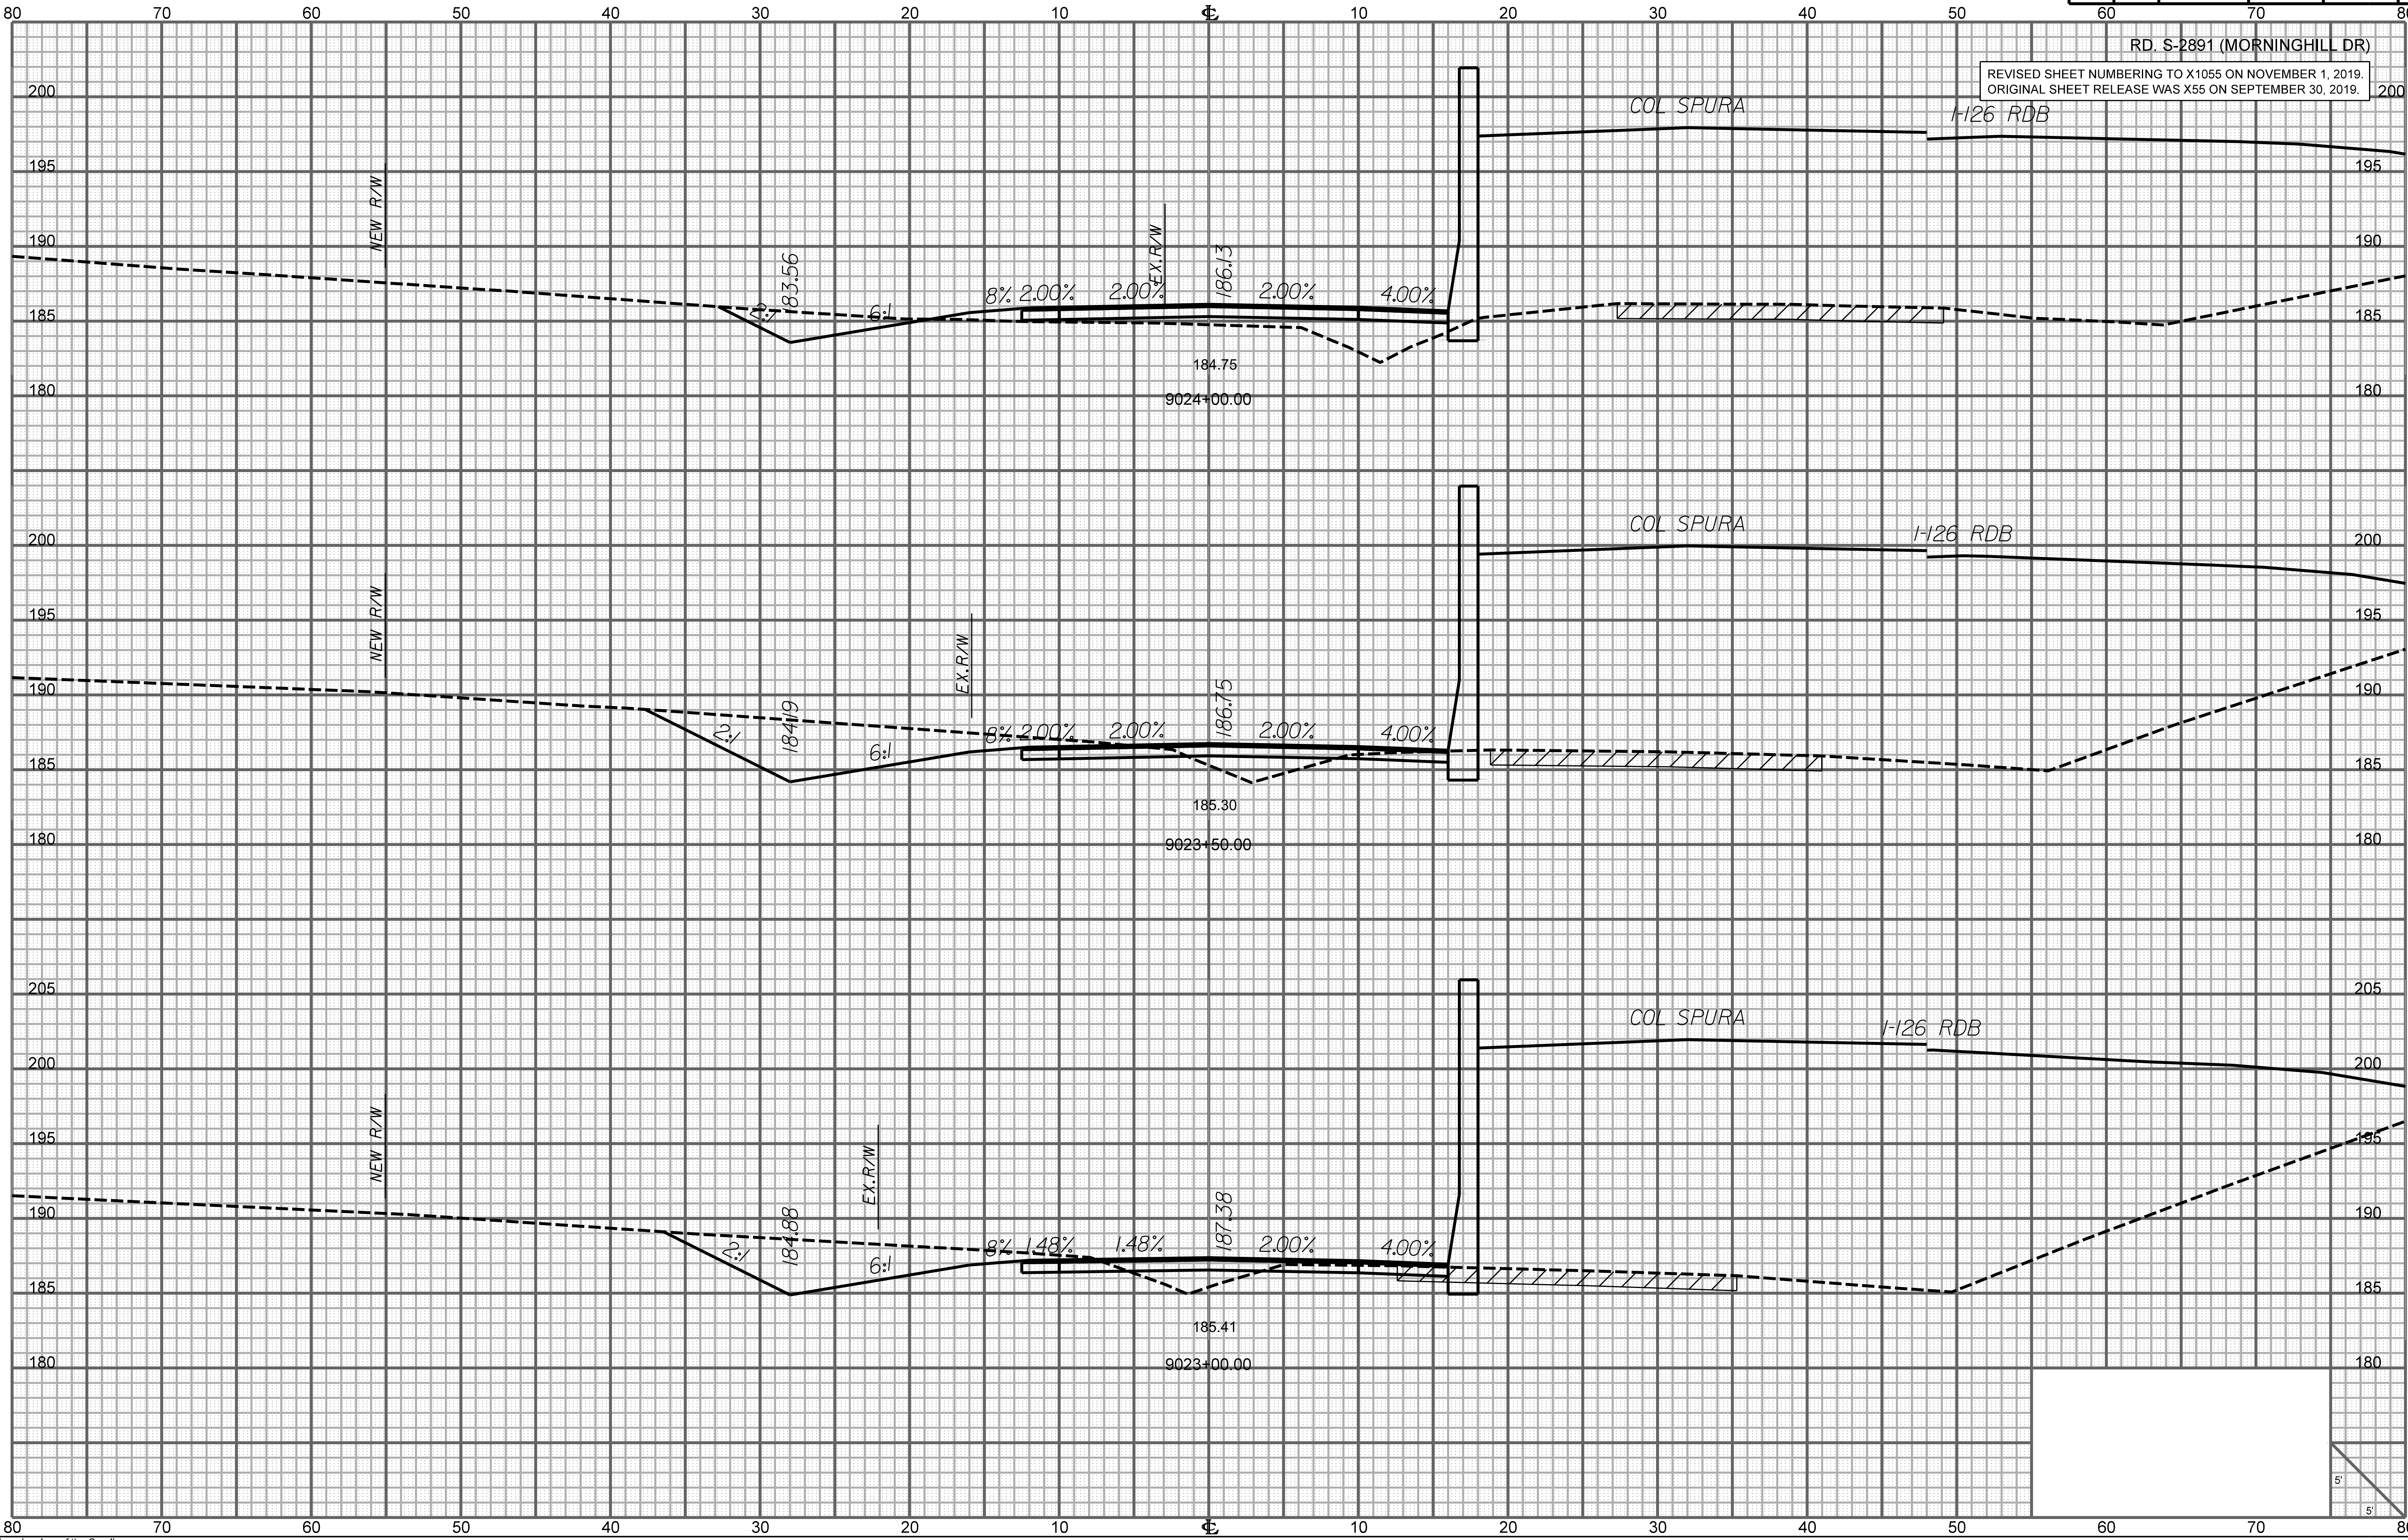 80 70 60 50 40 30 20 10 ℄ 10 20 30 40 50 60 70 80
RD. S-2891 (MORNINGHILL DR)
REVISED SHEET NUMBERING TO X1055 ON NOVEMBER 1, 2019.
ORIGINAL SHEET RELEASE WAS X55 ON SEPTEMBER 30, 2019.
200 200
COL SPURA
I-126 RDB
195 195
NEW R/W
190 190
EX.R/W
183.56
186.13
2:1 6:1 8% 2.00% 2.00% 2.00% 4.00%
185 185
184.75
180 180
9024+00.00
COL SPURA
I-126 RDB
200 200
NEW R/W
195 195
EX.R/W
190 190
184.19
186.75
2:1 6:1 8% 2.00% 2.00% 2.00% 4.00%
185 185
185.30
180 180
9023+50.00
205 205
COL SPURA
I-126 RDB
200 200
NEW R/W
195 195
EX.R/W
190 190
184.88
187.38
2:1 6:1 8% 1.48% 1.48% 2.00% 4.00%
185 185
185.41
180 180
9023+00.00
5'
5'
80 70 60 50 40 30 20 10 ℄ 10 20 30 40 50 60 70 80